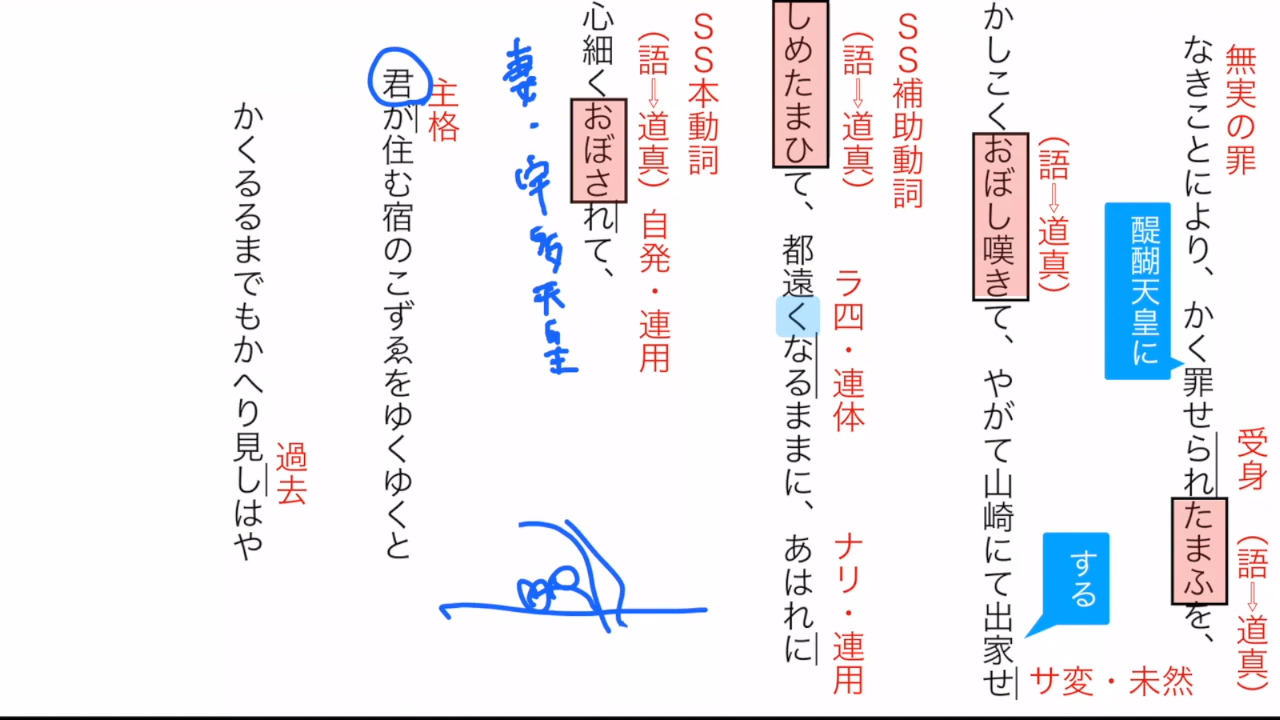 無実の罪
なきことにより、かく罪せられたまふを、
受身
（語⇨道真）
醍醐天皇に
（語⇨道真）
かしこくおぼし嘆きて、やがて山崎にて出家せ
する
サ変・未然
ＳＳ補助動詞
（語⇨道真）
しめたまひて、都遠くなるままに、あはれに
ラ四・連体
ナリ・連用
ＳＳ本動詞
（語⇨道真）
自発・連用
心細くおぼされて、
妻・宇多天皇
主格
君が住む宿のこずゑをゆくゆくと
過去
かくるるまでもかへり見しはや